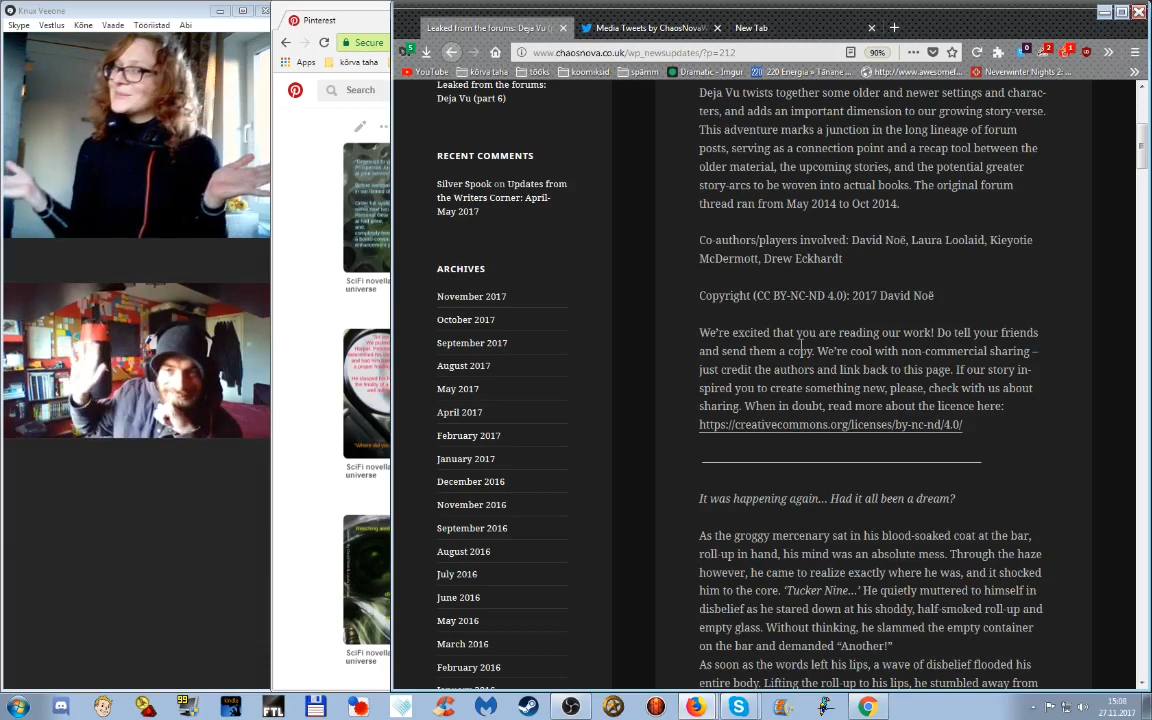 Knux Veeone
Skype Vestlus Kõne Vaade Tööriistad Abi
Pinterest
Secure
Apps kõrva taha
Search
SciFi novella
universe
SciFi novella
universe
SciFi novella
universe
Leaked from the forums: Deja Vu (p
Media Tweets by ChaosNovaW
New Tab
www.chaosnova.co.uk/wp_newsupdates/?p=212
90%
YouTube kõrva taha tööks koomiksid spämm Dramatic - Imgur 220 Energia » Tänane... http://www.awesomef... Neverwinter Nights 2:...
Leaked from the forums:
Deja Vu (part 6)
RECENT COMMENTS
Silver Spook on Updates from
the Writers Corner: April-
May 2017
ARCHIVES
November 2017
October 2017
September 2017
August 2017
May 2017
April 2017
February 2017
January 2017
December 2016
November 2016
September 2016
August 2016
July 2016
June 2016
May 2016
March 2016
February 2016
January 2016
Deja Vu twists together some older and newer settings and charac-
ters, and adds an important dimension to our growing story-verse.
This adventure marks a junction in the long lineage of forum
posts, serving as a connection point and a recap tool between the
older material, the upcoming stories, and the potential greater
story-arcs to be woven into actual books. The original forum
thread ran from May 2014 to Oct 2014.
Co-authors/players involved: David Noë, Laura Loolaid, Kieyotie
McDermott, Drew Eckhardt
Copyright (CC BY-NC-ND 4.0): 2017 David Noë
We're excited that you are reading our work! Do tell your friends
and send them a copy. We're cool with non-commercial sharing –
just credit the authors and link back to this page. If our story in-
spired you to create something new, please, check with us about
sharing. When in doubt, read more about the licence here:
https://creativecommons.org/licenses/by-nc-nd/4.0/
It was happening again... Had it all been a dream?
As the groggy mercenary sat in his blood-soaked coat at the bar,
roll-up in hand, his mind was an absolute mess. Through the haze
however, he came to realize exactly where he was, and it shocked
him to the core. 'Tucker Nine...' He quietly muttered to himself in
disbelief as he stared down at his shoddy, half-smoked roll-up and
empty glass. Without thinking, he slammed the empty container
on the bar and demanded "Another!"
As soon as the words left his lips, a wave of disbelief flooded his
entire body. Lifting the roll-up to his lips, he stumbled away from
99
kindle
FTL
15:08
27.11.2017